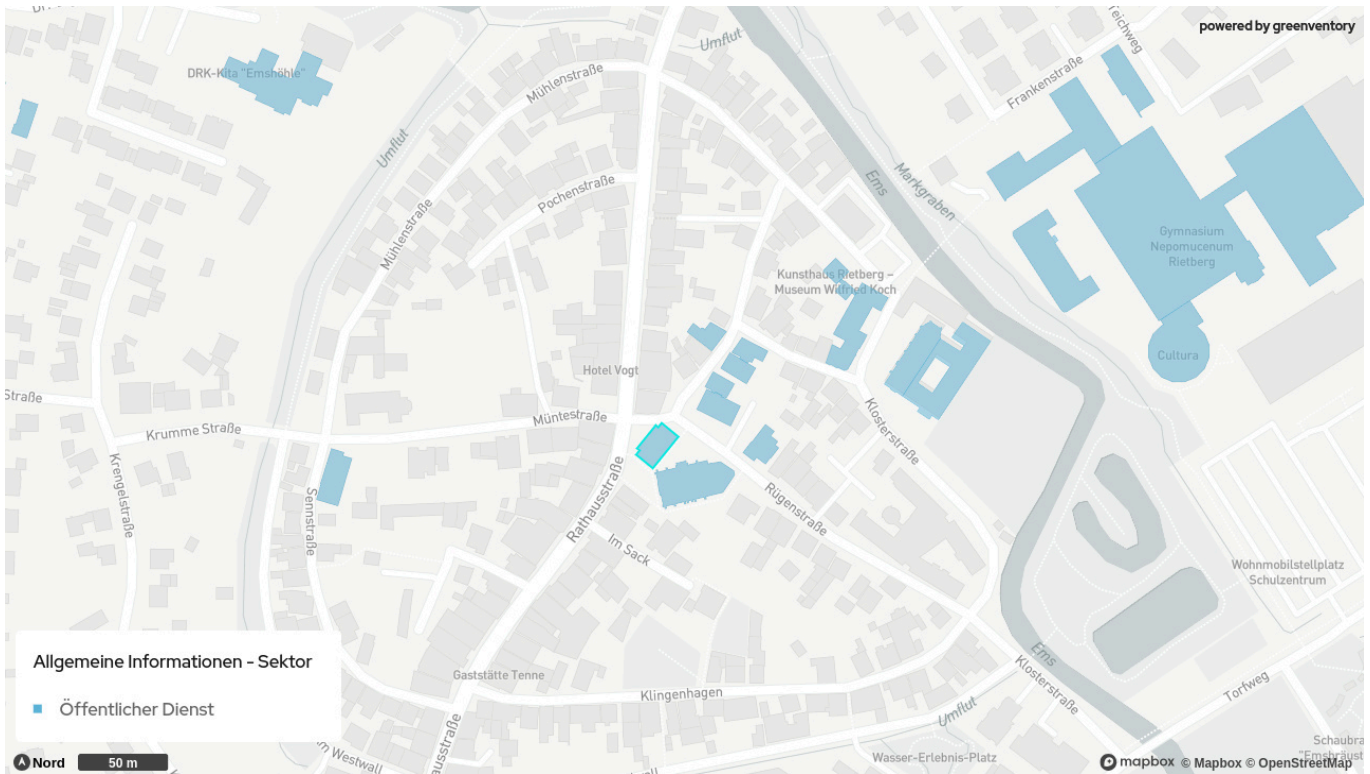 powered by greenventory
Umflut
Teichweg
Frankenstraße
DRK-Kita "Emshöhle"
Mühlenstraße
Umflut
Markgraben
Ems
Pochenstraße
Mühlenstraße
Gymnasium
Nepomucenum
Rietberg
Kunsthaus Rietberg –
Museum Wilfried Koch
Cultura
Hotel Vogt
Straße
Krumme Straße
Müntestraße
Klosterstraße
Krengelstraße
Sennstraße
Rathausstraße
Rügenstraße
Im Sack
Wohnmobilstellplatz
Schulzentrum
Ems
Gaststätte Tenne
Klingenhagen
Klosterstraße
Torfweg
Umflut
Allgemeine Informationen - Sektor
Öffentlicher Dienst
m Westwall
hausstraße
Wasser-Erlebnis-Platz
Schaubra
"Emsbräust
Nord
50 m
mapbox © Mapbox © OpenStreetMap